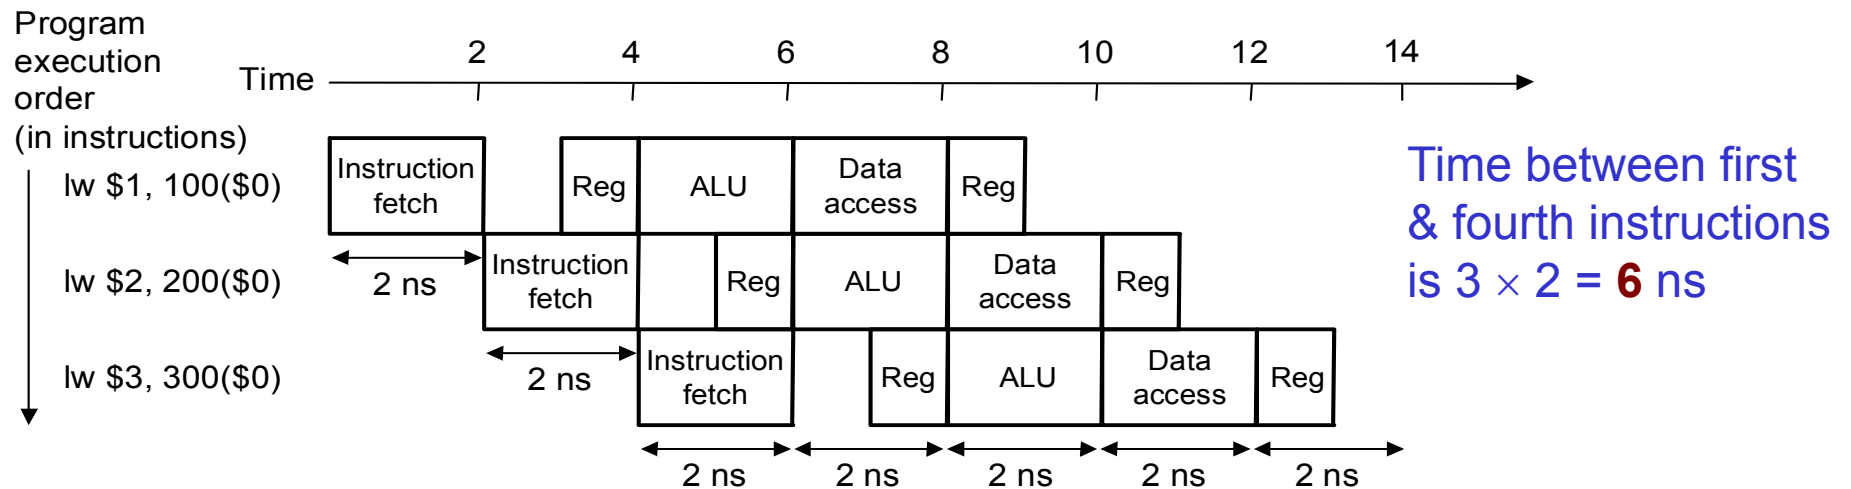 Program
execution
order
(in instructions)
Time
2 4 6 8 10 12 14
lw $1, 100($0)
Instruction
fetch
Reg
ALU
Data
access
Reg
2 ns
lw $2, 200($0)
Instruction
fetch
Reg
ALU
Data
access
Reg
2 ns
lw $3, 300($0)
Instruction
fetch
Reg
ALU
Data
access
Reg
2 ns 2 ns 2 ns 2 ns 2 ns
Time between first
& fourth instructions
is 3 × 2 = 6 ns